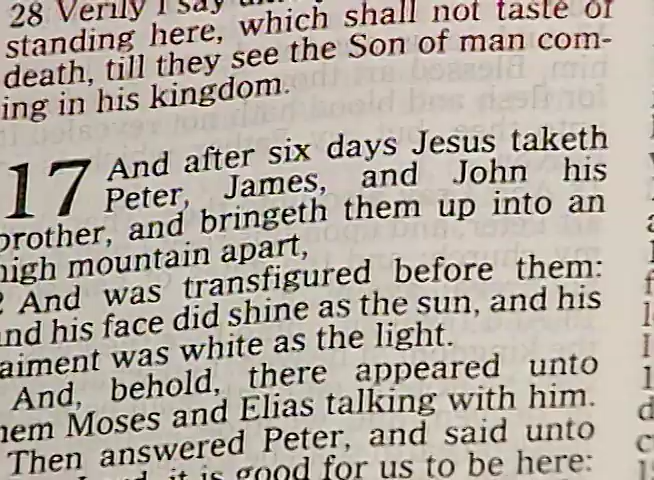 28 Verily I say
standing here, which shall not taste of
death, till they see the Son of man com-
ing in his kingdom.
17 And after six days Jesus taketh
Peter, James, and John his
brother, and bringeth them up into an
high mountain apart,
2 And was transfigured before them:
and his face did shine as the sun, and his
raiment was white as the light.
And, behold, there appeared unto
them Moses and Elias talking with him.
Then answered Peter, and said unto
it is good for us to be here: